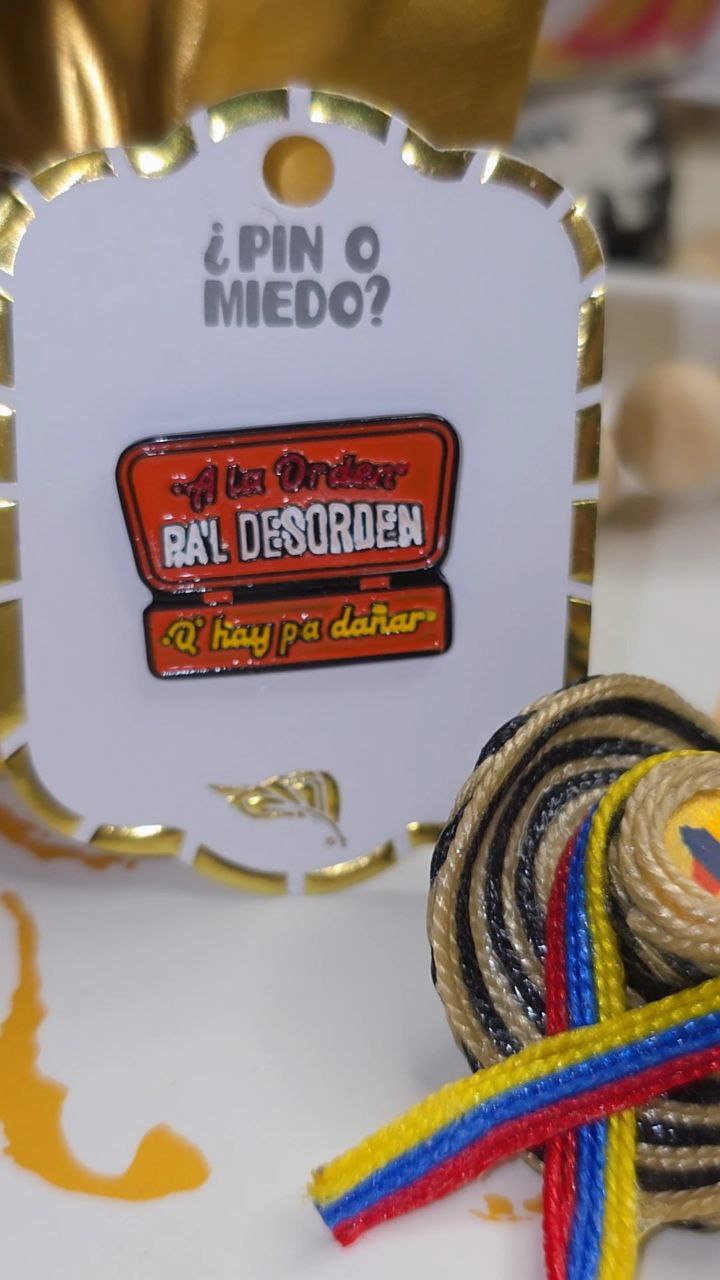 ¿PIN O
MIEDO?
"A la Orden"
PA'L DESORDEN
"Q' hay pa dañar"